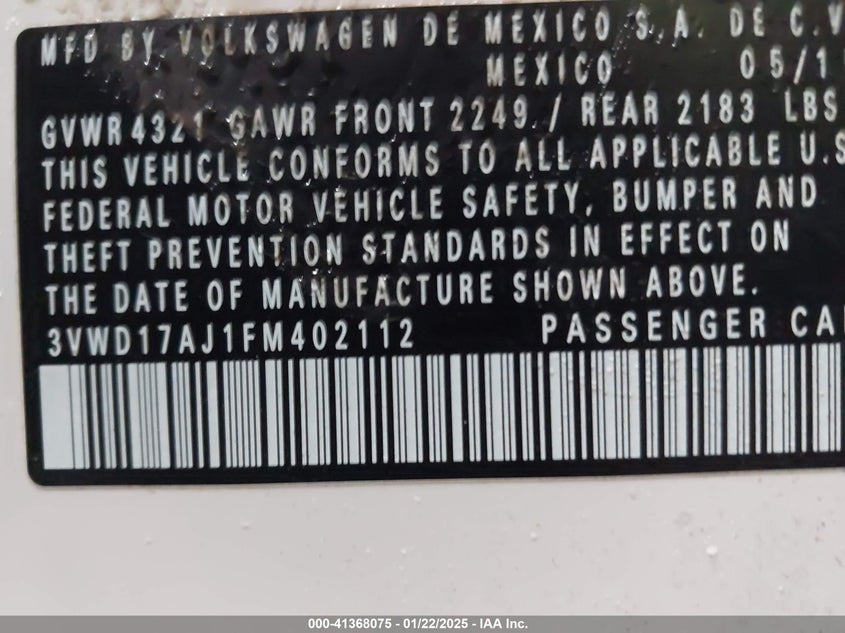 MFD BY VOLKSWAGEN DE MEXICO S.A. DE C.V
MEXICO 05/1
GVWR 4321 GAWR FRONT 2249 / REAR 2183 LBS
THIS VEHICLE CONFORMS TO ALL APPLICABLE U.S
FEDERAL MOTOR VEHICLE SAFETY, BUMPER AND
THEFT PREVENTION STANDARDS IN EFFECT ON
THE DATE OF MANUFACTURE SHOWN ABOVE.
3VWD17AJ1FM402112 PASSENGER CA
000-41368075 - 01/22/2025 - IAA Inc.